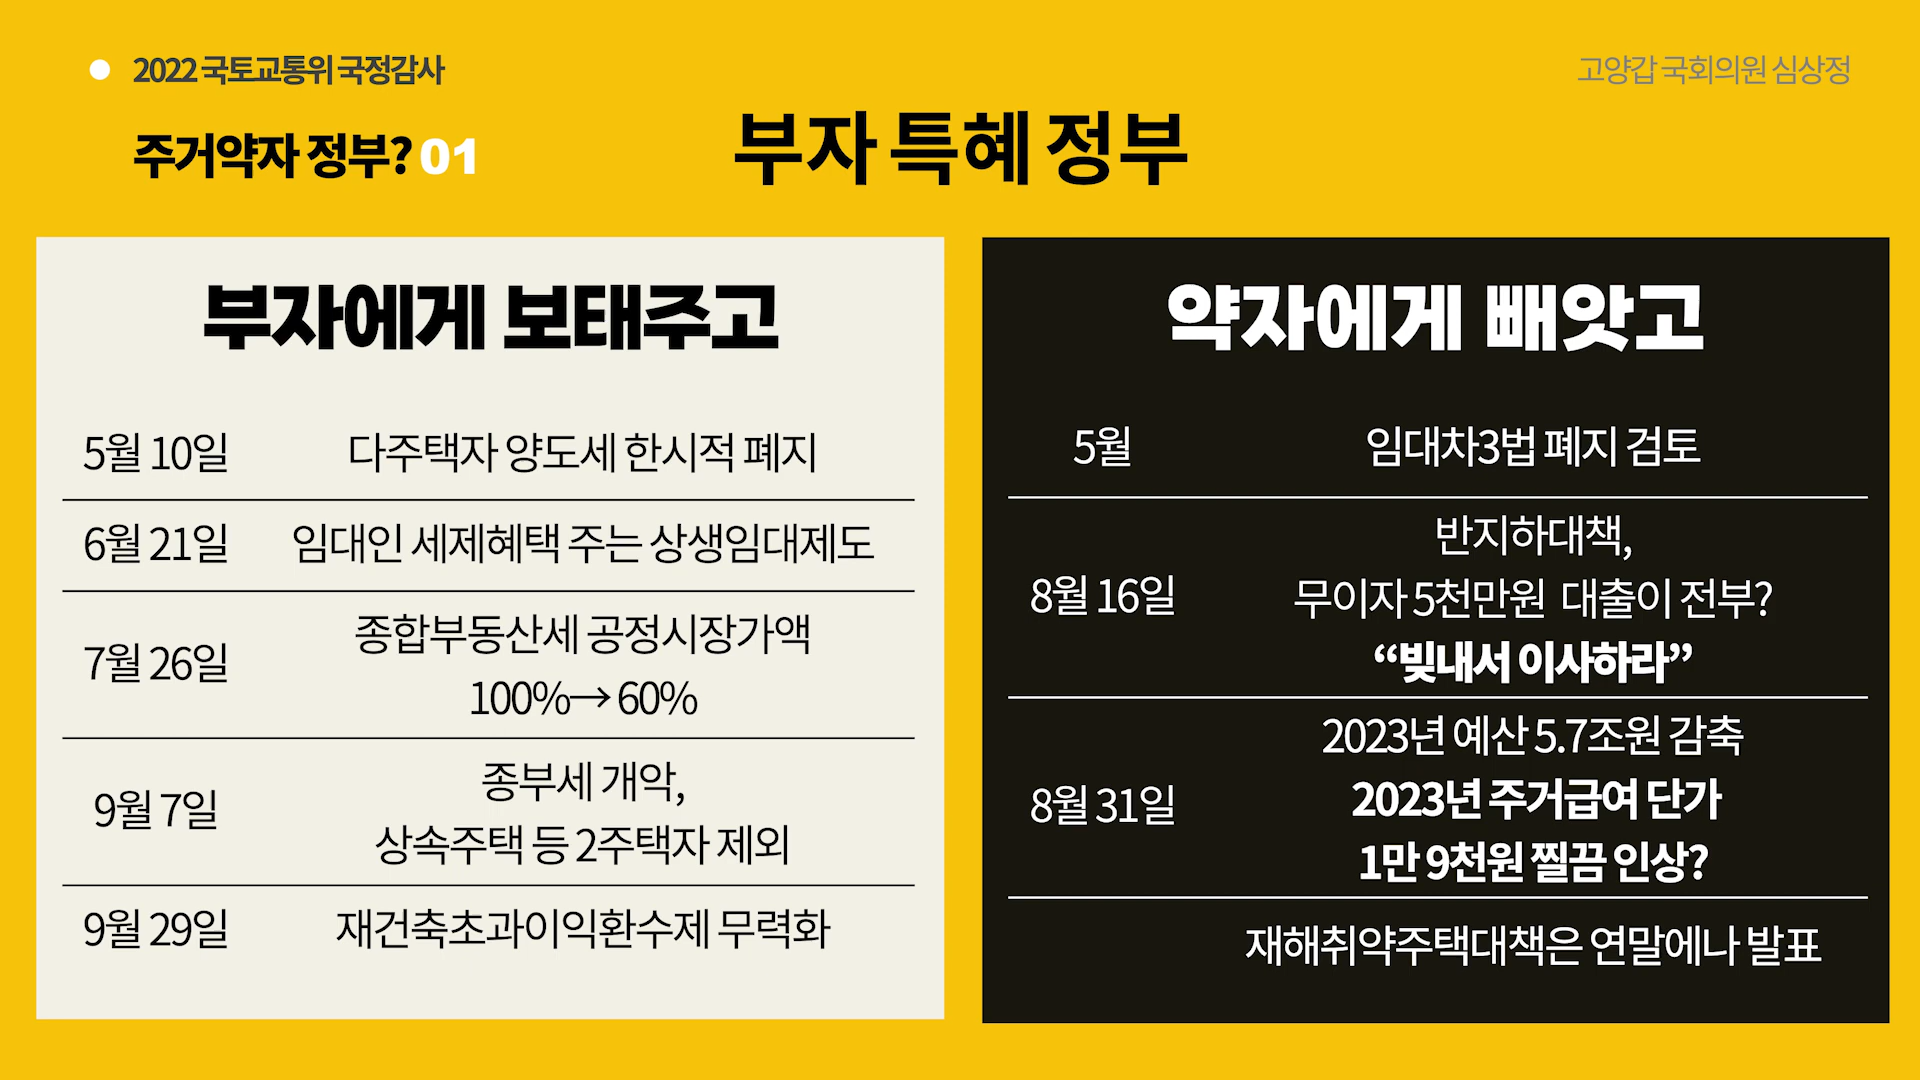 2022 국토교통위 국정감사
고양갑 국회의원 심상정
주거약자 정부? 01
부자 특혜 정부
부자에게 보태주고
5월 10일 다주택자 양도세 한시적 폐지
6월 21일 임대인 세제혜택 주는 상생임대제도
7월 26일 종합부동산세 공정시장가액
100%→ 60%
9월 7일 종부세 개악,
상속주택 등 2주택자 제외
9월 29일 재건축초과이익환수제 무력화
약자에게 빼앗고
5월 임대차3법 폐지 검토
8월 16일 반지하대책,
무이자 5천만원 대출이 전부?
“빚내서 이사하라”
8월 31일 2023년 예산 5.7조원 감축
2023년 주거급여 단가
1만 9천원 찔끔 인상?
재해취약주택대책은 연말에나 발표